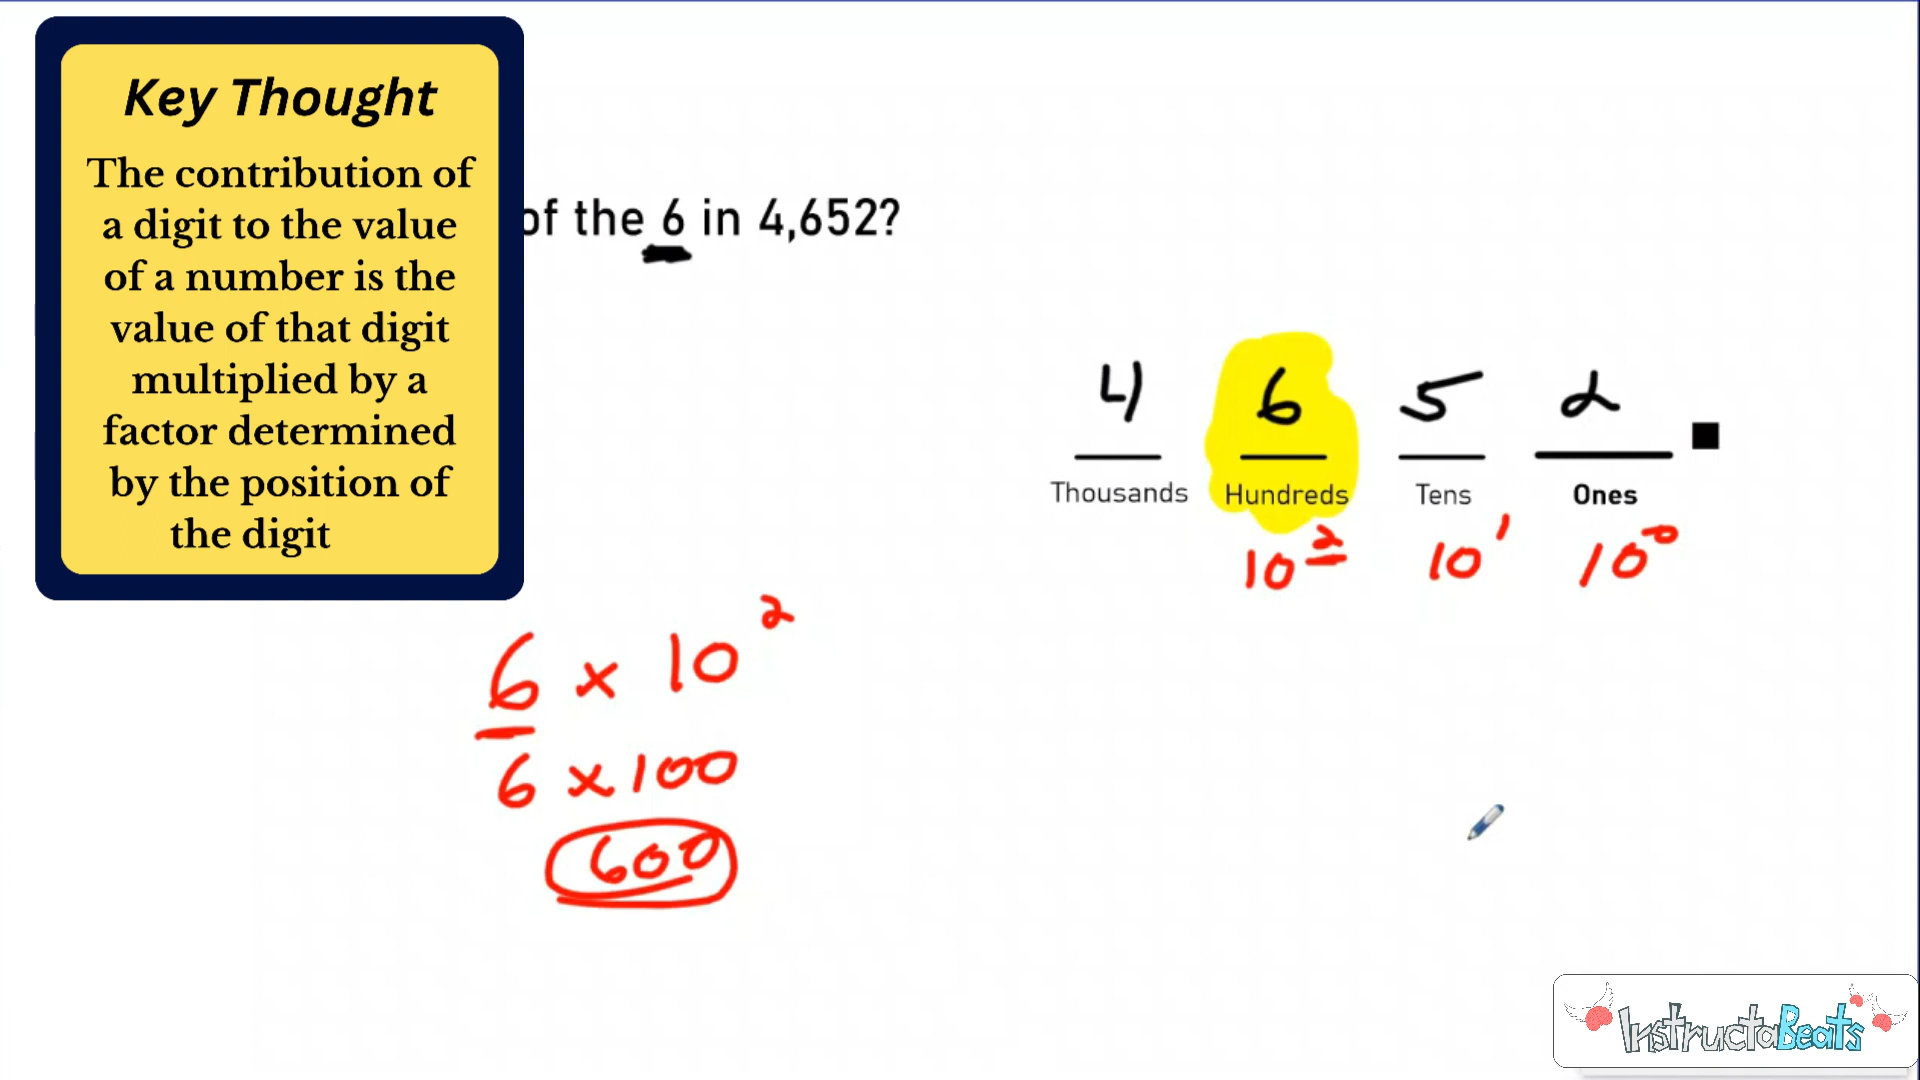 Key Thought
The contribution of
a digit to the value
of a number is the
value of that digit
multiplied by a
factor determined
by the position of
the digit
of the 6 in 4,652?
4 6 5 2 .
Thousands Hundreds Tens Ones
10² 10¹ 10⁰
6 × 10²
6 × 100
600
InstructaBeats